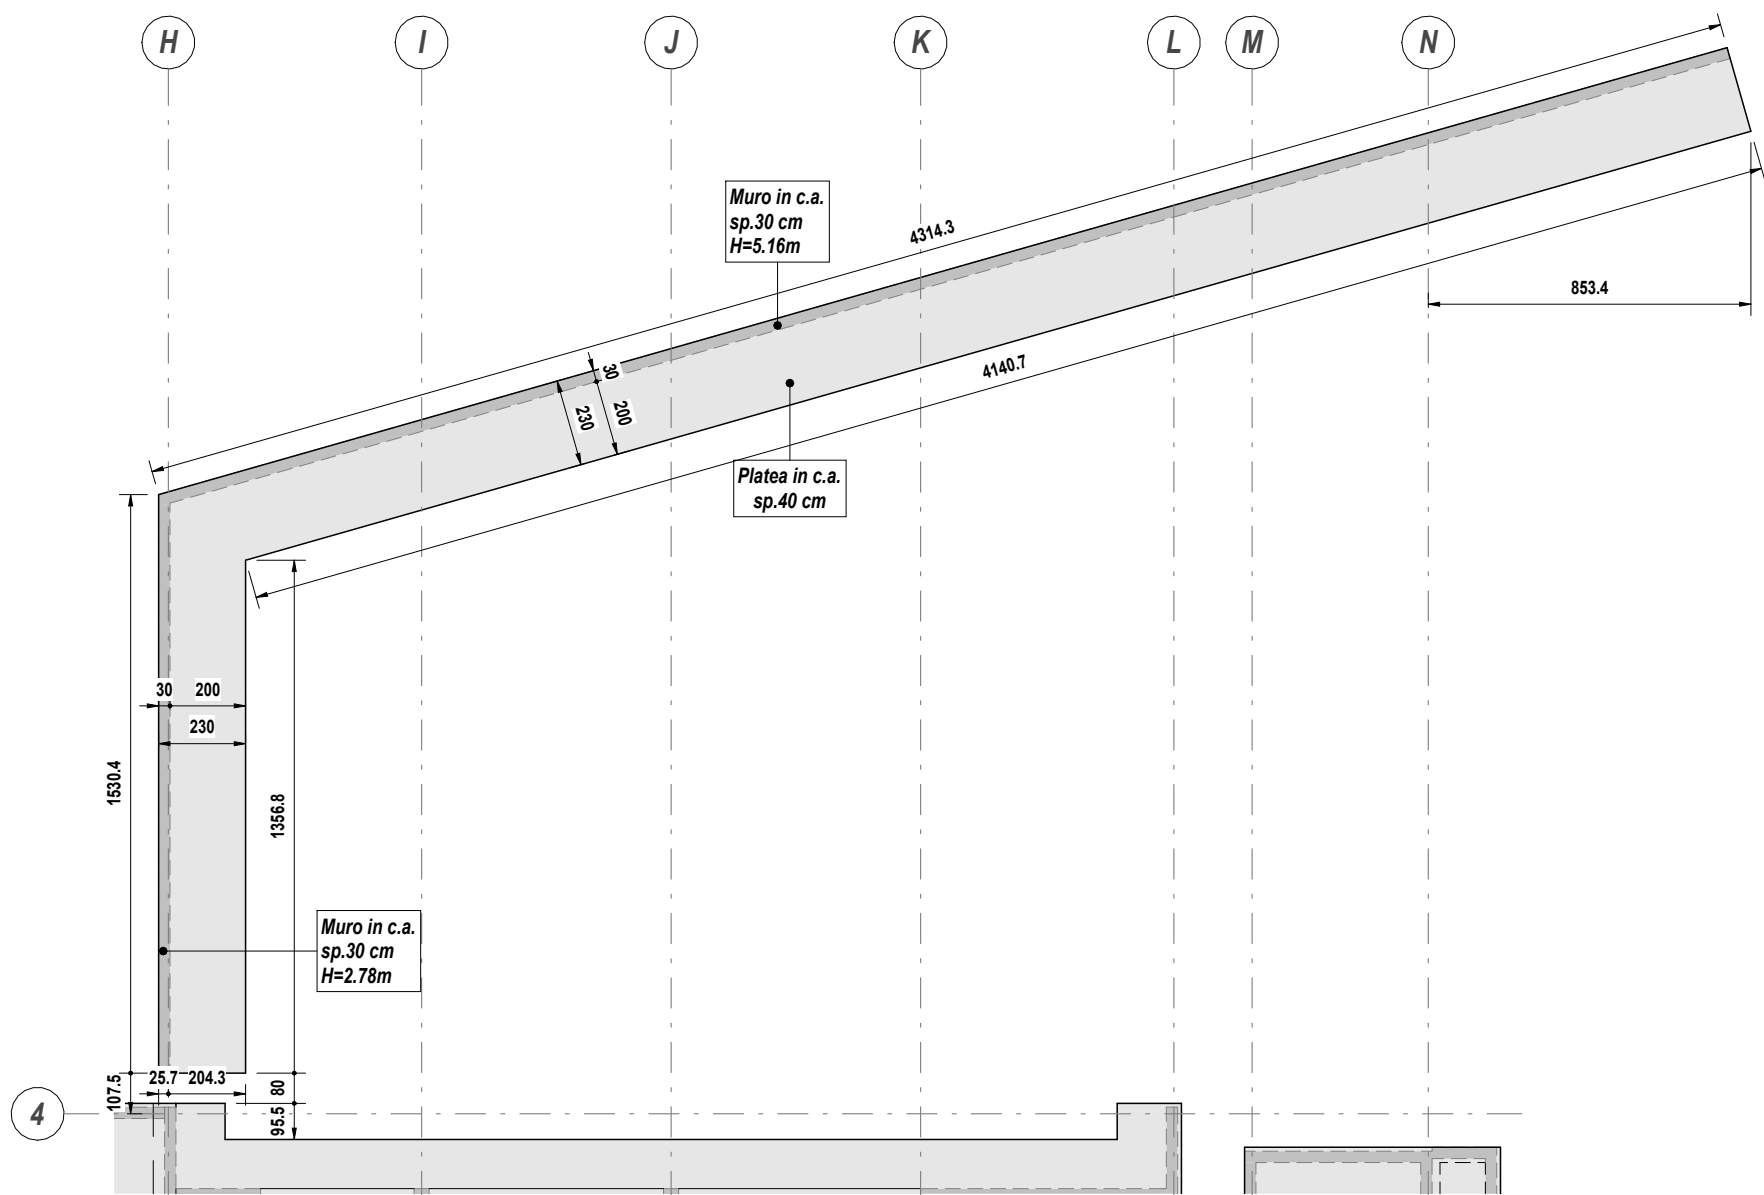 H
I
J
K
L
M
N
Muro in c.a.
sp.30 cm
H=5.16m
4314.3
853.4
4140.7
30
200
230
Platea in c.a.
sp.40 cm
30
200
230
1530.4
1356.8
Muro in c.a.
sp.30 cm
H=2.78m
107.5
25.7
204.3
80
95.5
4